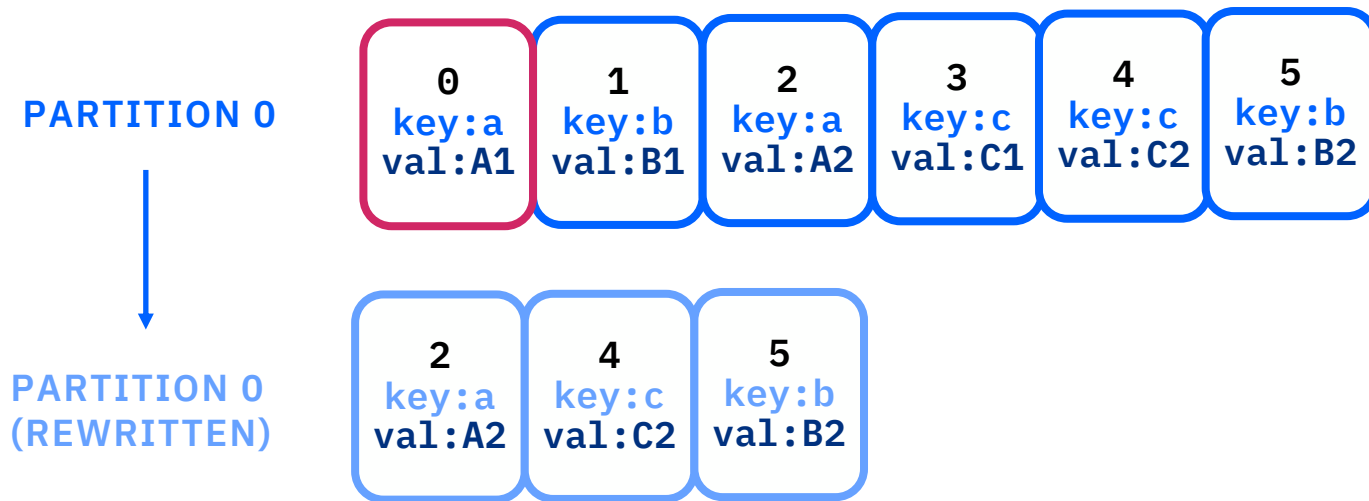 PARTITION 0
0
key:a
val:A1
1
key:b
val:B1
2
key:a
val:A2
3
key:c
val:C1
4
key:c
val:C2
5
key:b
val:B2
PARTITION 0
(REWRITTEN)
2
key:a
val:A2
4
key:c
val:C2
5
key:b
val:B2